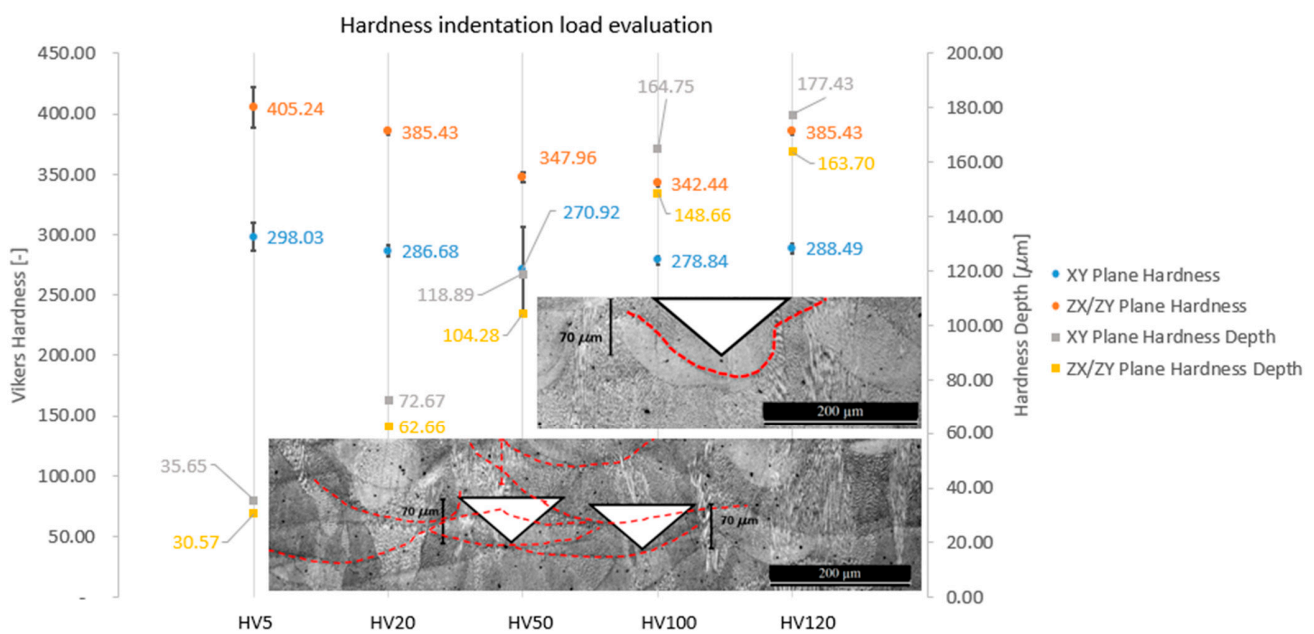 Hardness indentation load evaluation
450.00
400.00
350.00
300.00
250.00
200.00
150.00
100.00
50.00
-
Vikers Hardness [-]
200.00
180.00
160.00
140.00
120.00
100.00
80.00
60.00
40.00
20.00
0.00
Hardness Depth [μm]
405.24
298.03
35.65
30.57
385.43
286.68
72.67
62.66
347.96
270.92
118.89
104.28
164.75
342.44
148.66
278.84
177.43
385.43
163.70
288.49
70 μm
200 μm
70 μm
70 μm
200 μm
HV5
HV20
HV50
HV100
HV120
XY Plane Hardness
ZX/ZY Plane Hardness
XY Plane Hardness Depth
ZX/ZY Plane Hardness Depth